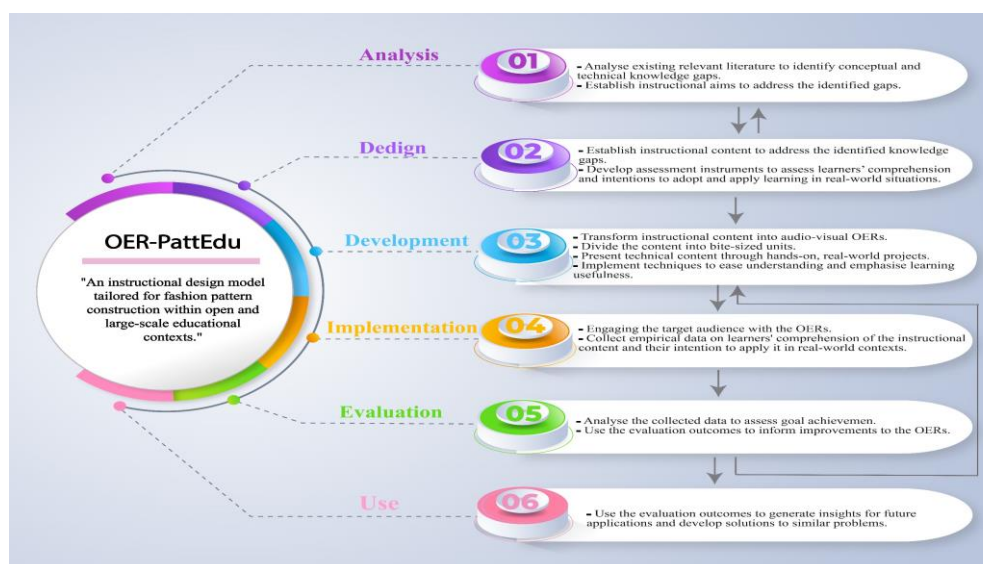 Analysis
01
- Analyse existing relevant literature to identify conceptual and
technical knowledge gaps.
- Establish instructional aims to address the identified gaps.
Dedign
02
- Establish instructional content to address the identified knowledge
gaps.
- Develop assessment instruments to assess learners' comprehension
and intentions to adopt and apply learning in real-world situations.
OER-PattEdu
"An instructional design model
tailored for fashion pattern
construction within open and
large-scale educational
contexts."
Development
03
- Transform instructional content into audio-visual OERs.
- Divide the content into bite-sized units.
- Present technical content through hands-on, real-world projects.
- Implement techniques to ease understanding and emphasise learning
usefulness.
Implementation
04
- Engaging the target audience with the OERs.
- Collect empirical data on learners' comprehension of the instructional
content and their intention to apply it in real-world contexts.
Evaluation
05
- Analyse the collected data to assess goal achievemen.
- Use the evaluation outcomes to inform improvements to the OERs.
Use
06
- Use the evaluation outcomes to generate insights for future
applications and develop solutions to similar problems.